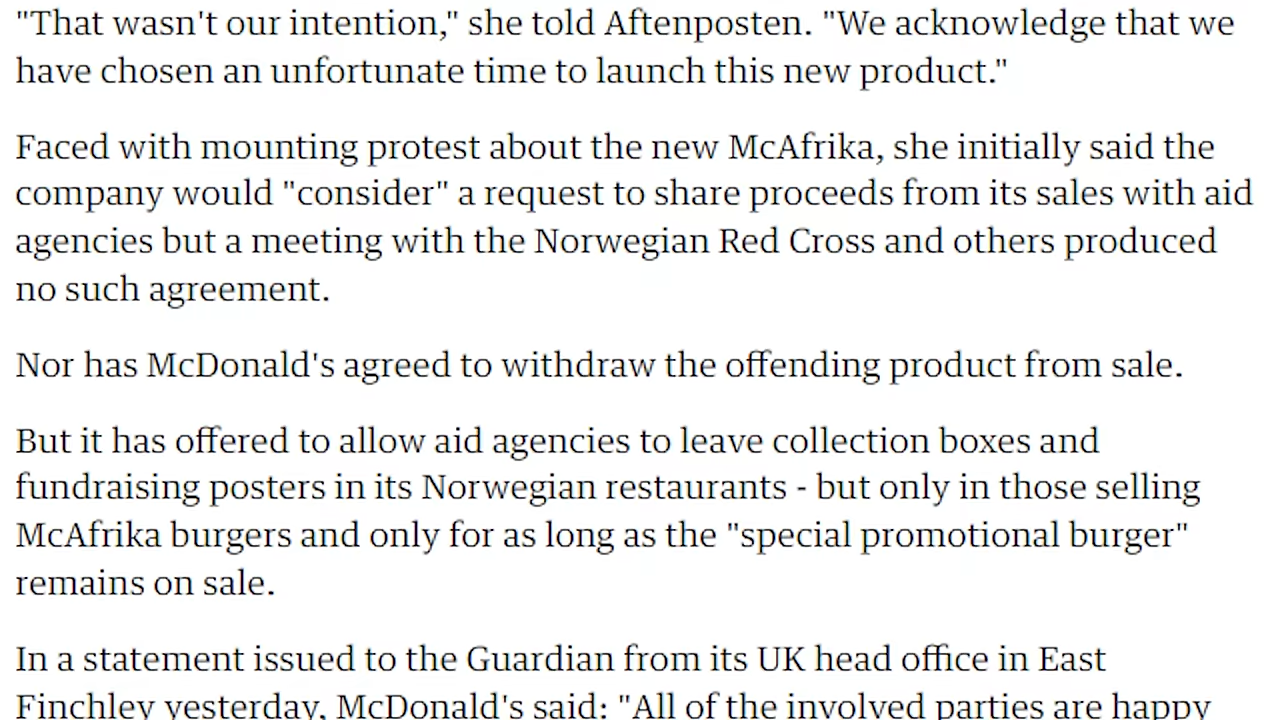 "That wasn't our intention," she told Aftenposten. "We acknowledge that we
have chosen an unfortunate time to launch this new product."
Faced with mounting protest about the new McAfrika, she initially said the
company would "consider" a request to share proceeds from its sales with aid
agencies but a meeting with the Norwegian Red Cross and others produced
no such agreement.
Nor has McDonald's agreed to withdraw the offending product from sale.
But it has offered to allow aid agencies to leave collection boxes and
fundraising posters in its Norwegian restaurants - but only in those selling
McAfrika burgers and only for as long as the "special promotional burger"
remains on sale.
In a statement issued to the Guardian from its UK head office in East
Finchley yesterday, McDonald's said: "All of the involved parties are happy